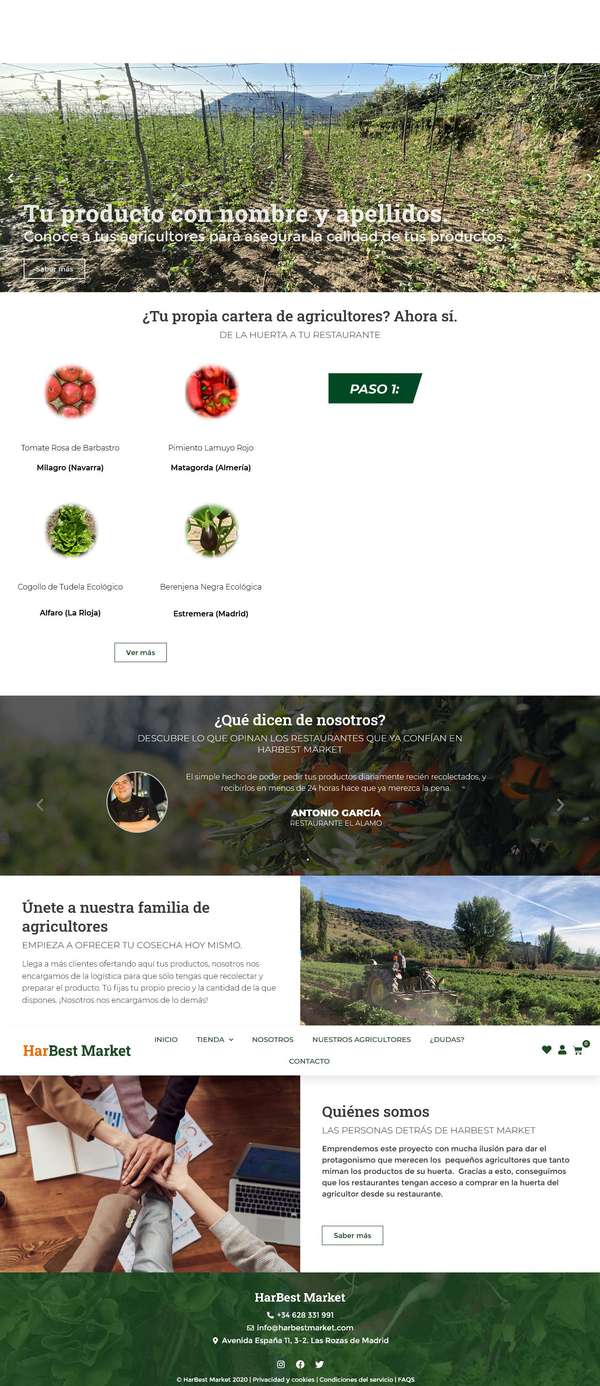 Tu producto con nombre y apellidos.
Conoce a tus agricultores para asegurar la calidad de tus productos.
Saber más
¿Tu propia cartera de agricultores? Ahora sí.
DE LA HUERTA A TU RESTAURANTE
PASO 1:
Tomate Rosa de Barbastro
Milagro (Navarra)
Pimiento Lamuyo Rojo
Matagorda (Almería)
Cogollo de Tudela Ecológico
Alfaro (La Rioja)
Berenjena Negra Ecológica
Estremera (Madrid)
Ver más
¿Qué dicen de nosotros?
DESCUBRE LO QUE OPINAN LOS RESTAURANTES QUE YA CONFÍAN EN
HARBEST MARKET
El simple hecho de poder pedir tus productos diariamente recién recolectados, y
recibirlos en menos de 24 horas hace que ya merezca la pena.
ANTONIO GARCÍA
RESTAURANTE EL ALAMO
Únete a nuestra familia de
agricultores
EMPIEZA A OFRECER TU COSECHA HOY MISMO.
Llega a más clientes ofertando aquí tus productos, nosotros nos
encargamos de la logística para que sólo tengas que recolectar y
preparar el producto. Tú fijas tu propio precio y la cantidad de la que
dispones. ¡Nosotros nos encargamos de lo demás!
HarBest Market
INICIO
TIENDA
NOSOTROS
NUESTROS AGRICULTORES
¿DUDAS?
CONTACTO
0
Quiénes somos
LAS PERSONAS DETRÁS DE HARBEST MARKET
Emprendemos este proyecto con mucha ilusión para dar el
protagonismo que merecen los pequeños agricultores que tanto
miman los productos de su huerta. Gracias a esto, conseguimos
que los restaurantes tengan acceso a comprar en la huerta del
agricultor desde su restaurante.
Saber más
HarBest Market
+34 628 331 991
info@harbestmarket.com
Avenida España 11, 3-2. Las Rozas de Madrid
© HarBest Market 2020 | Privacidad y cookies | Condiciones del servicio | FAQS